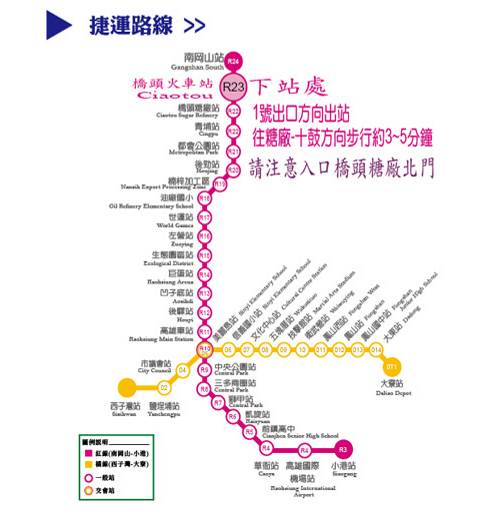 捷運路線 >>
南岡山站
Gangshan South
R24
橋頭火車站
Ciaotou
R23
下站處
橋頭糖廠站
Ciaotou Sugar Refinery
R22
1號出口方向出站
往糖廠-十鼓方向步行約3~5分鐘
請注意入口橋頭糖廠北門
青埔站
Cingpu
都會公園站
Metropolitan Park
R21
後勁站
Houjing
R20
楠梓加工區
Nanzih Export Processing Zone
R19
油廠國小
Oil Refinery Elementary School
R18
世運站
World Games
R17
左營站
Zuoying
R16
生態園區站
Ecological District
R15
巨蛋站
Kaohsiung Arena
R14
凹子底站
Aozihdi
R13
後驛站
Houyi
R12
高雄車站
Kaohsiung Main Station
R11
美麗島站
信義國小站 Sinyi Elementary School
文化中心站 Cultural Center Station
五塊厝站 Wukuaicuo
技擊館站 Martial Arts Stadium
衛武營站 Weiwuying
鳳山西站 Fongshan West
鳳山站 Fongshan
鳳山國中站 Fongshan Junior High School
大東站 Dadong
R10
市議會站
City Council
04
02
西子灣站
Sizihwan
鹽埕埔站
Yanchengpu
OT1
大寮站
Daliao Depot
R9
中央公園站
Central Park
R8
三多商圈站
Central Park
R7
獅甲站
Central Park
R6
凱旋站
Kaisyuan
R5
前鎮高中
Cianjhen Senior High School
R4
R4
R3
華衙站
Caoya
高雄國際
機場站
Kaohsiung International
Airport
小港站
Siaogang
圖例說明
紅線(南岡山-小港)
橘線(西子灣-大寮)
一般站
交會站